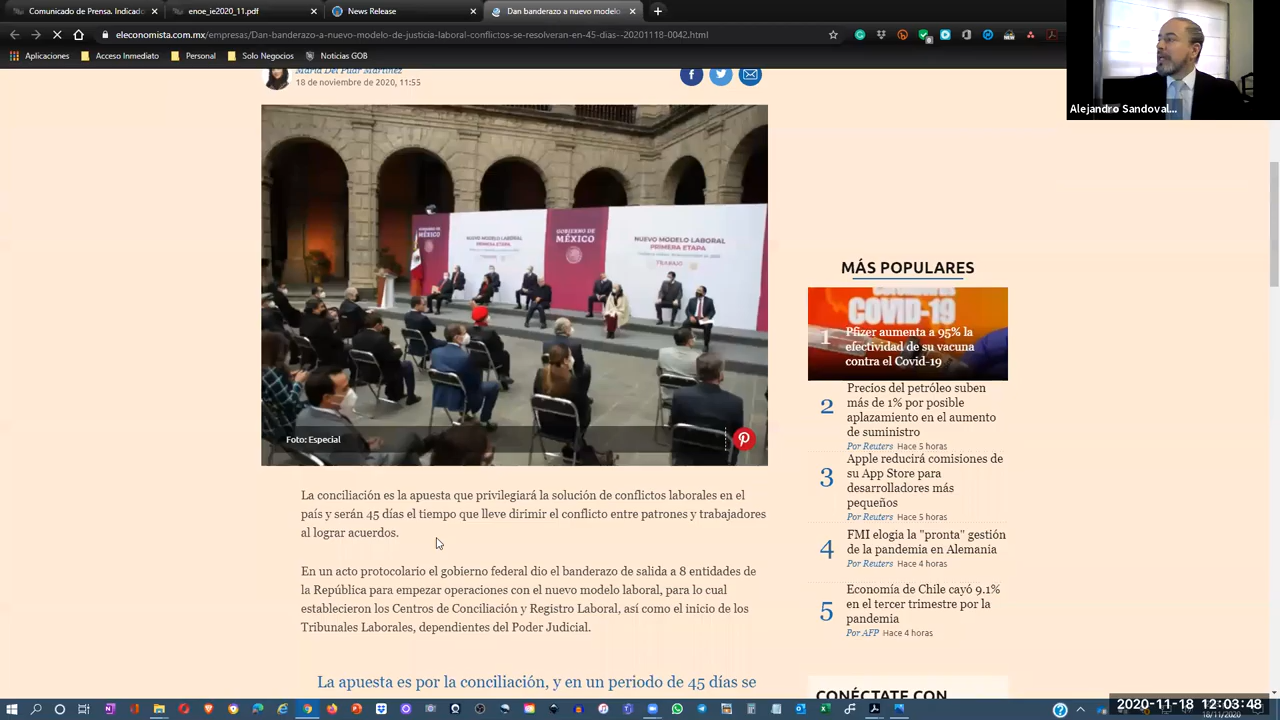 Comunicado de Prensa. Indicado
enoe_ie2020_11.pdf
New Release
Dan banderazo a nuevo modelo
eleconomista.com.mx/empresas/Dan-banderazo-a-nuevo-modelo-de-justicia-laboral-conflictos-se-resolveran-en-45-dias--20201118-0042.html
Aplicaciones
Acceso Inmediato
Personal
Solo Negocios
Noticias GOB
Alejandro Sandoval...
María Del Pilar Martínez
18 de noviembre de 2020, 11:55
GOBIERNO DE MÉXICO
NUEVO MODELO LABORAL
PRIMERA ETAPA
GOBIERNO DE
MÉXICO
NUEVO MODELO LABORAL
PRIMERA ETAPA
TRABAJO
Foto: Especial
La conciliación es la apuesta que privilegiará la solución de conflictos laborales en el
país y serán 45 días el tiempo que lleve dirimir el conflicto entre patrones y trabajadores
al lograr acuerdos.
En un acto protocolario el gobierno federal dio el banderazo de salida a 8 entidades de
la República para empezar operaciones con el nuevo modelo laboral, para lo cual
establecieron los Centros de Conciliación y Registro Laboral, así como el inicio de los
Tribunales Laborales, dependientes del Poder Judicial.
La apuesta es por la conciliación, y en un periodo de 45 días se
MÁS POPULARES
COVID-19
1
Pfizer aumenta a 95% la
efectividad de su vacuna
contra el Covid-19
2
Precios del petróleo suben
más de 1% por posible
aplazamiento en el aumento
de suministro
Por Reuters Hace 5 horas
3
Apple reducirá comisiones de
su App Store para
desarrolladores más
pequeños
Por Reuters Hace 5 horas
4
FMI elogia la "pronta" gestión
de la pandemia en Alemania
Por Reuters Hace 4 horas
5
Economía de Chile cayó 9.1%
en el tercer trimestre por la
pandemia
Por AFP Hace 4 horas
CONÉCTATE CON
2020-11-18 12:03:48
18/11/2020